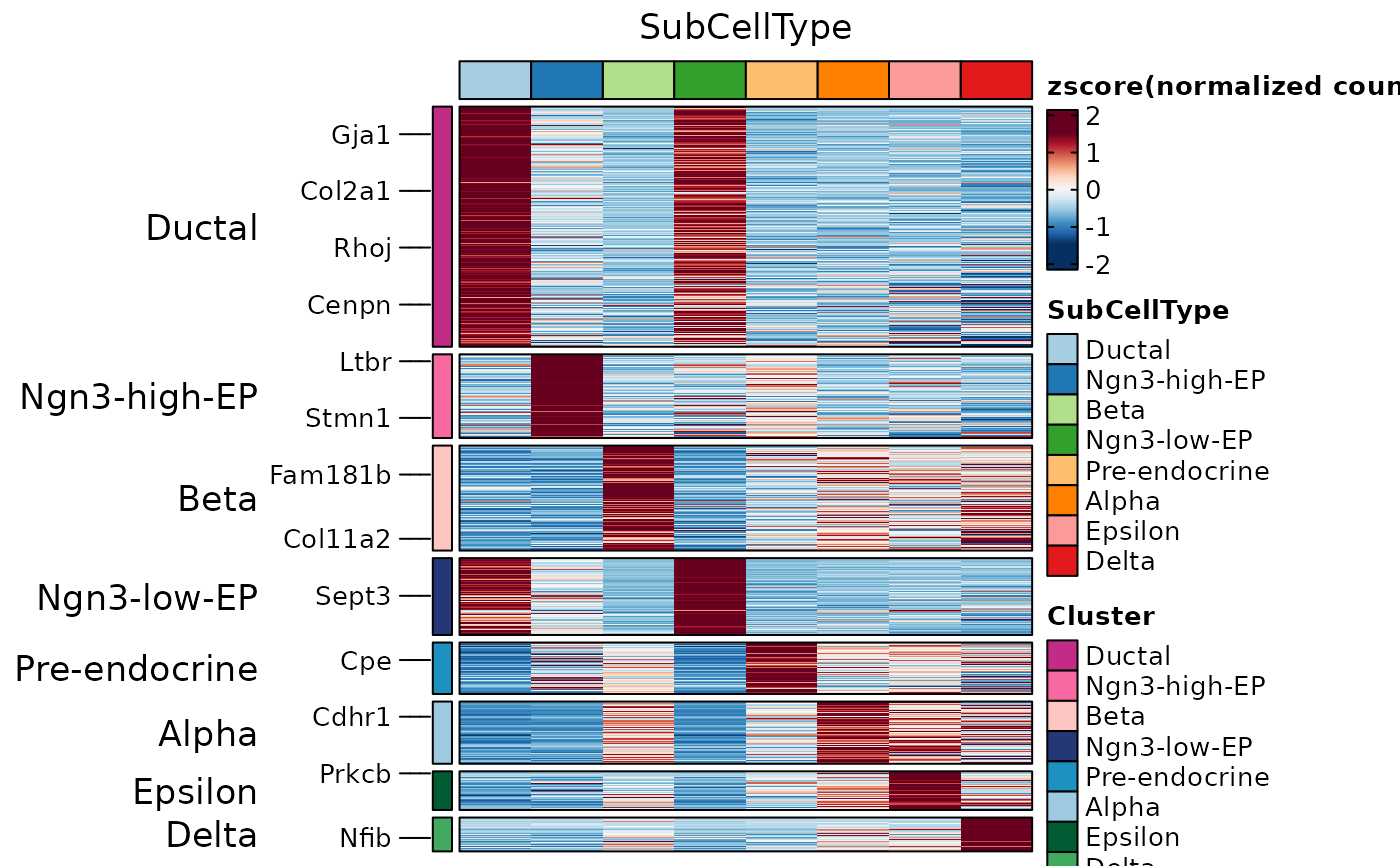 SubCellType
Gja1
Col2a1
Ductal
Rhoj
Cenpn
Ltbr
Ngn3-high-EP
Stmn1
Fam181b
Beta
Col11a2
Ngn3-low-EP
Sept3
Cpe
Pre-endocrine
Cdhr1
Alpha
Prkcb
Epsilon
Delta
Nfib
zscore(normalized coun
2
1
0
-1
-2
SubCellType
Ductal
Ngn3-high-EP
Beta
Ngn3-low-EP
Pre-endocrine
Alpha
Epsilon
Delta
Cluster
Ductal
Ngn3-high-EP
Beta
Ngn3-low-EP
Pre-endocrine
Alpha
Epsilon
Delta